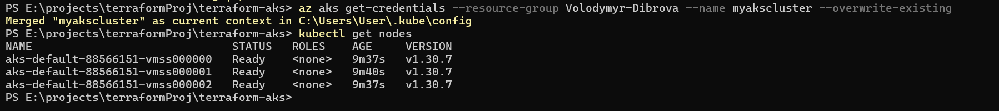 PS E:\projects\terraformProj\terraform-aks> az aks get-credentials --resource-group Volodymyr-Dibrova --name myakscluster --overwrite-existing
Merged "myakscluster" as current context in C:\Users\User\.kube\config
PS E:\projects\terraformProj\terraform-aks> kubectl get nodes
NAME                              STATUS   ROLES    AGE     VERSION
aks-default-88566151-vmss000000   Ready    <none>   9m37s   v1.30.7
aks-default-88566151-vmss000001   Ready    <none>   9m40s   v1.30.7
aks-default-88566151-vmss000002   Ready    <none>   9m37s   v1.30.7
PS E:\projects\terraformProj\terraform-aks>